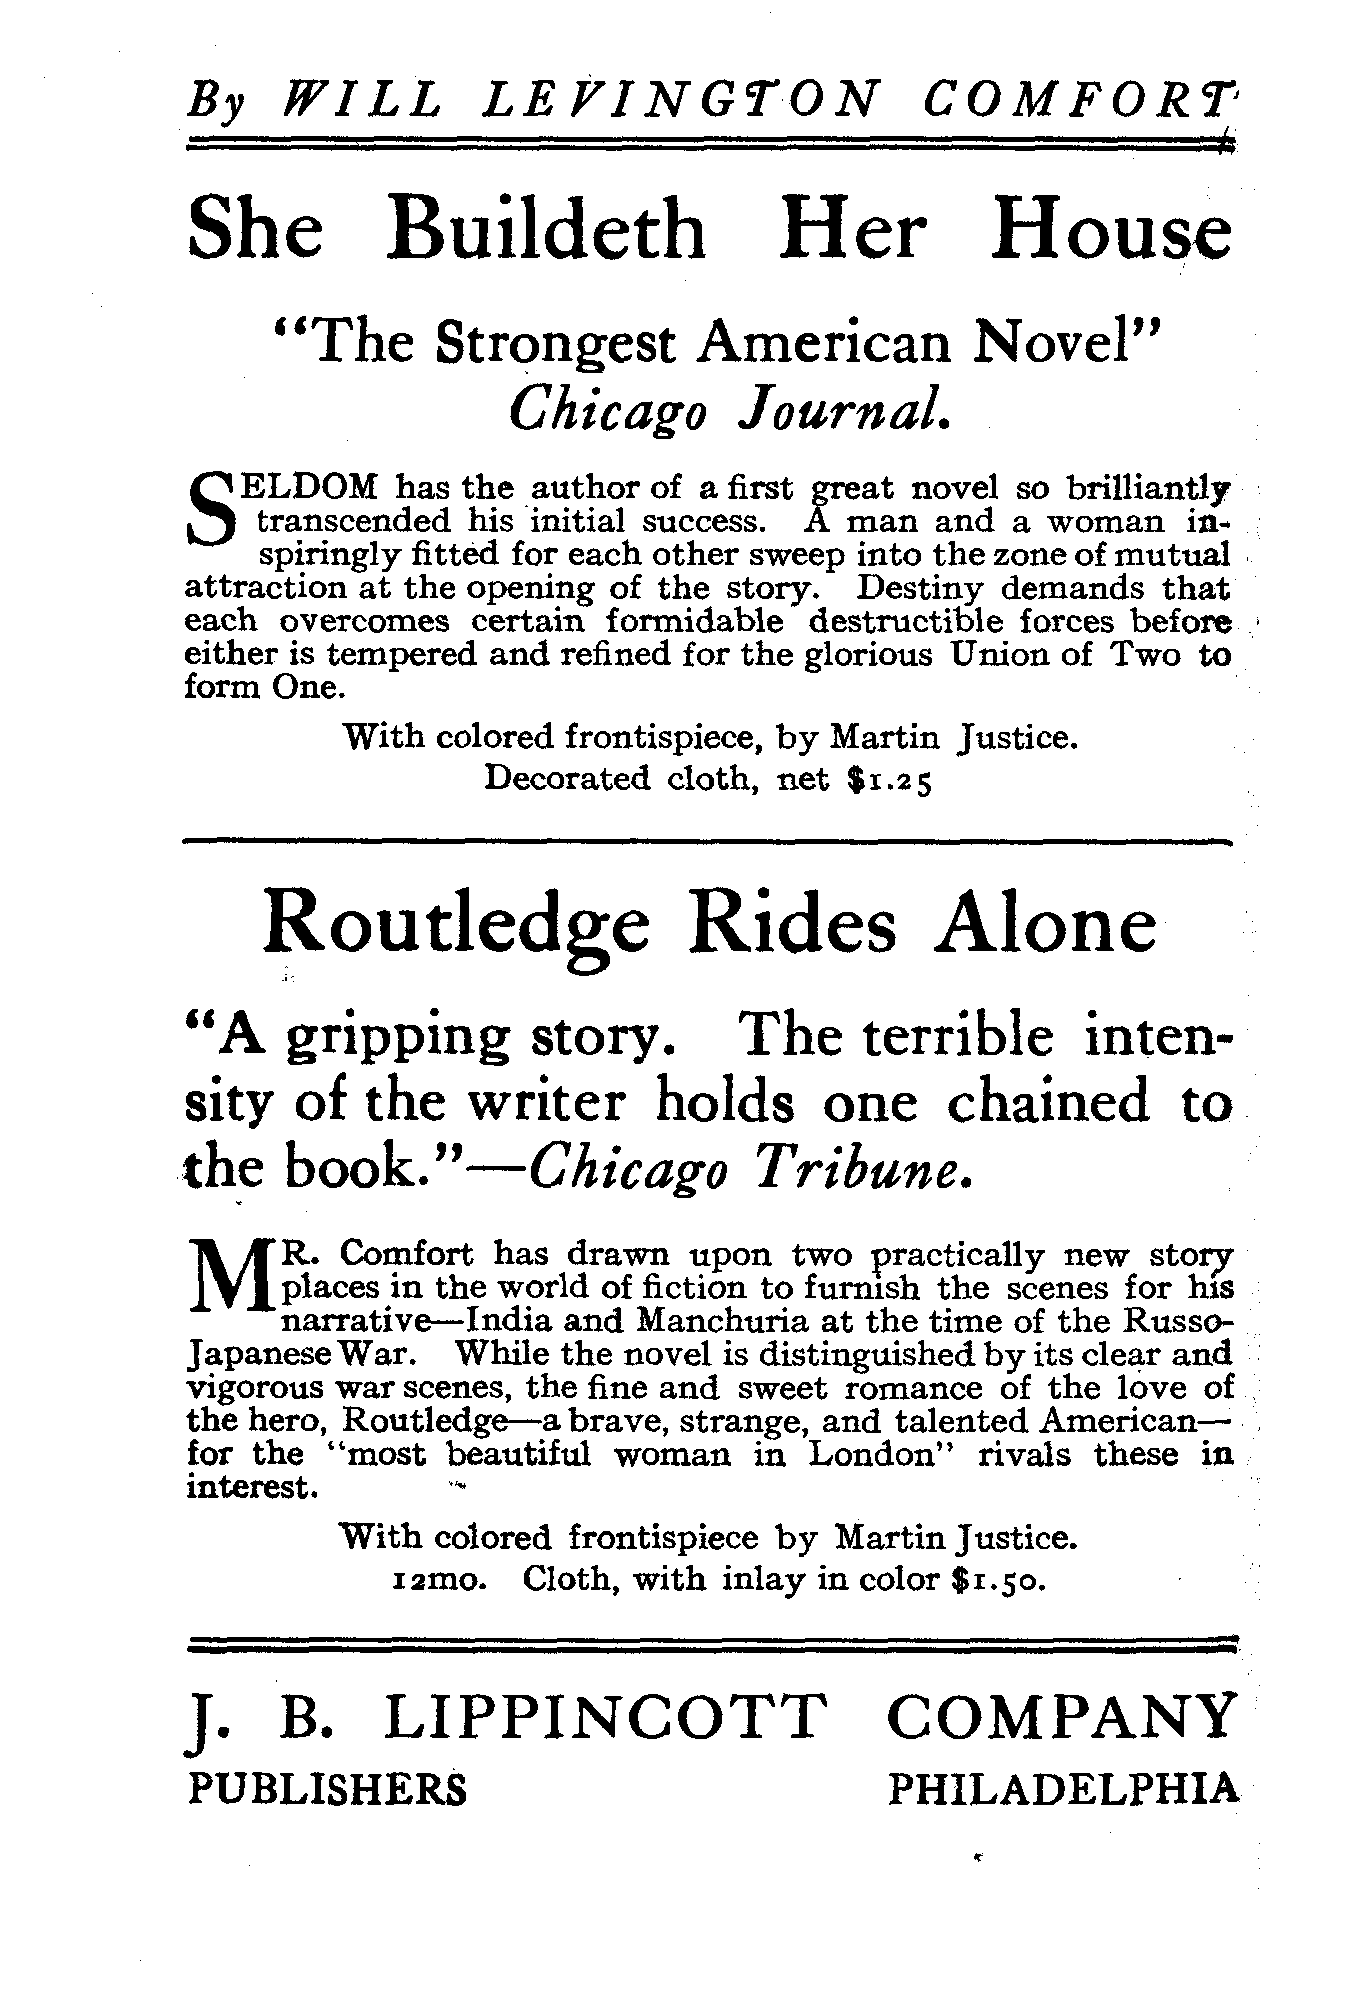 By WILL LEVINGTON COMFORT
She Buildeth Her House
“The Strongest American Novel”
Chicago Journal.
SELDOM has the author of a first great novel so brilliantly
transcended his initial success. A man and a woman in-
spiringly fitted for each other sweep into the zone of mutual
attraction at the opening of the story. Destiny demands that
each overcomes certain formidable destructible forces before
either is tempered and refined for the glorious Union of Two to
form One.
With colored frontispiece, by Martin Justice.
Decorated cloth, net $1.25
Routledge Rides Alone
“A gripping story. The terrible inten-
sity of the writer holds one chained to
the book.”—Chicago Tribune.
MR. Comfort has drawn upon two practically new story
places in the world of fiction to furnish the scenes for his
narrative—India and Manchuria at the time of the Russo-
Japanese War. While the novel is distinguished by its clear and
vigorous war scenes, the fine and sweet romance of the love of
the hero, Routledge—a brave, strange, and talented American—
for the “most beautiful woman in London” rivals these in
interest.
With colored frontispiece by Martin Justice.
12mo. Cloth, with inlay in color $1.50.
J. B. LIPPINCOTT COMPANY
PUBLISHERS PHILADELPHIA